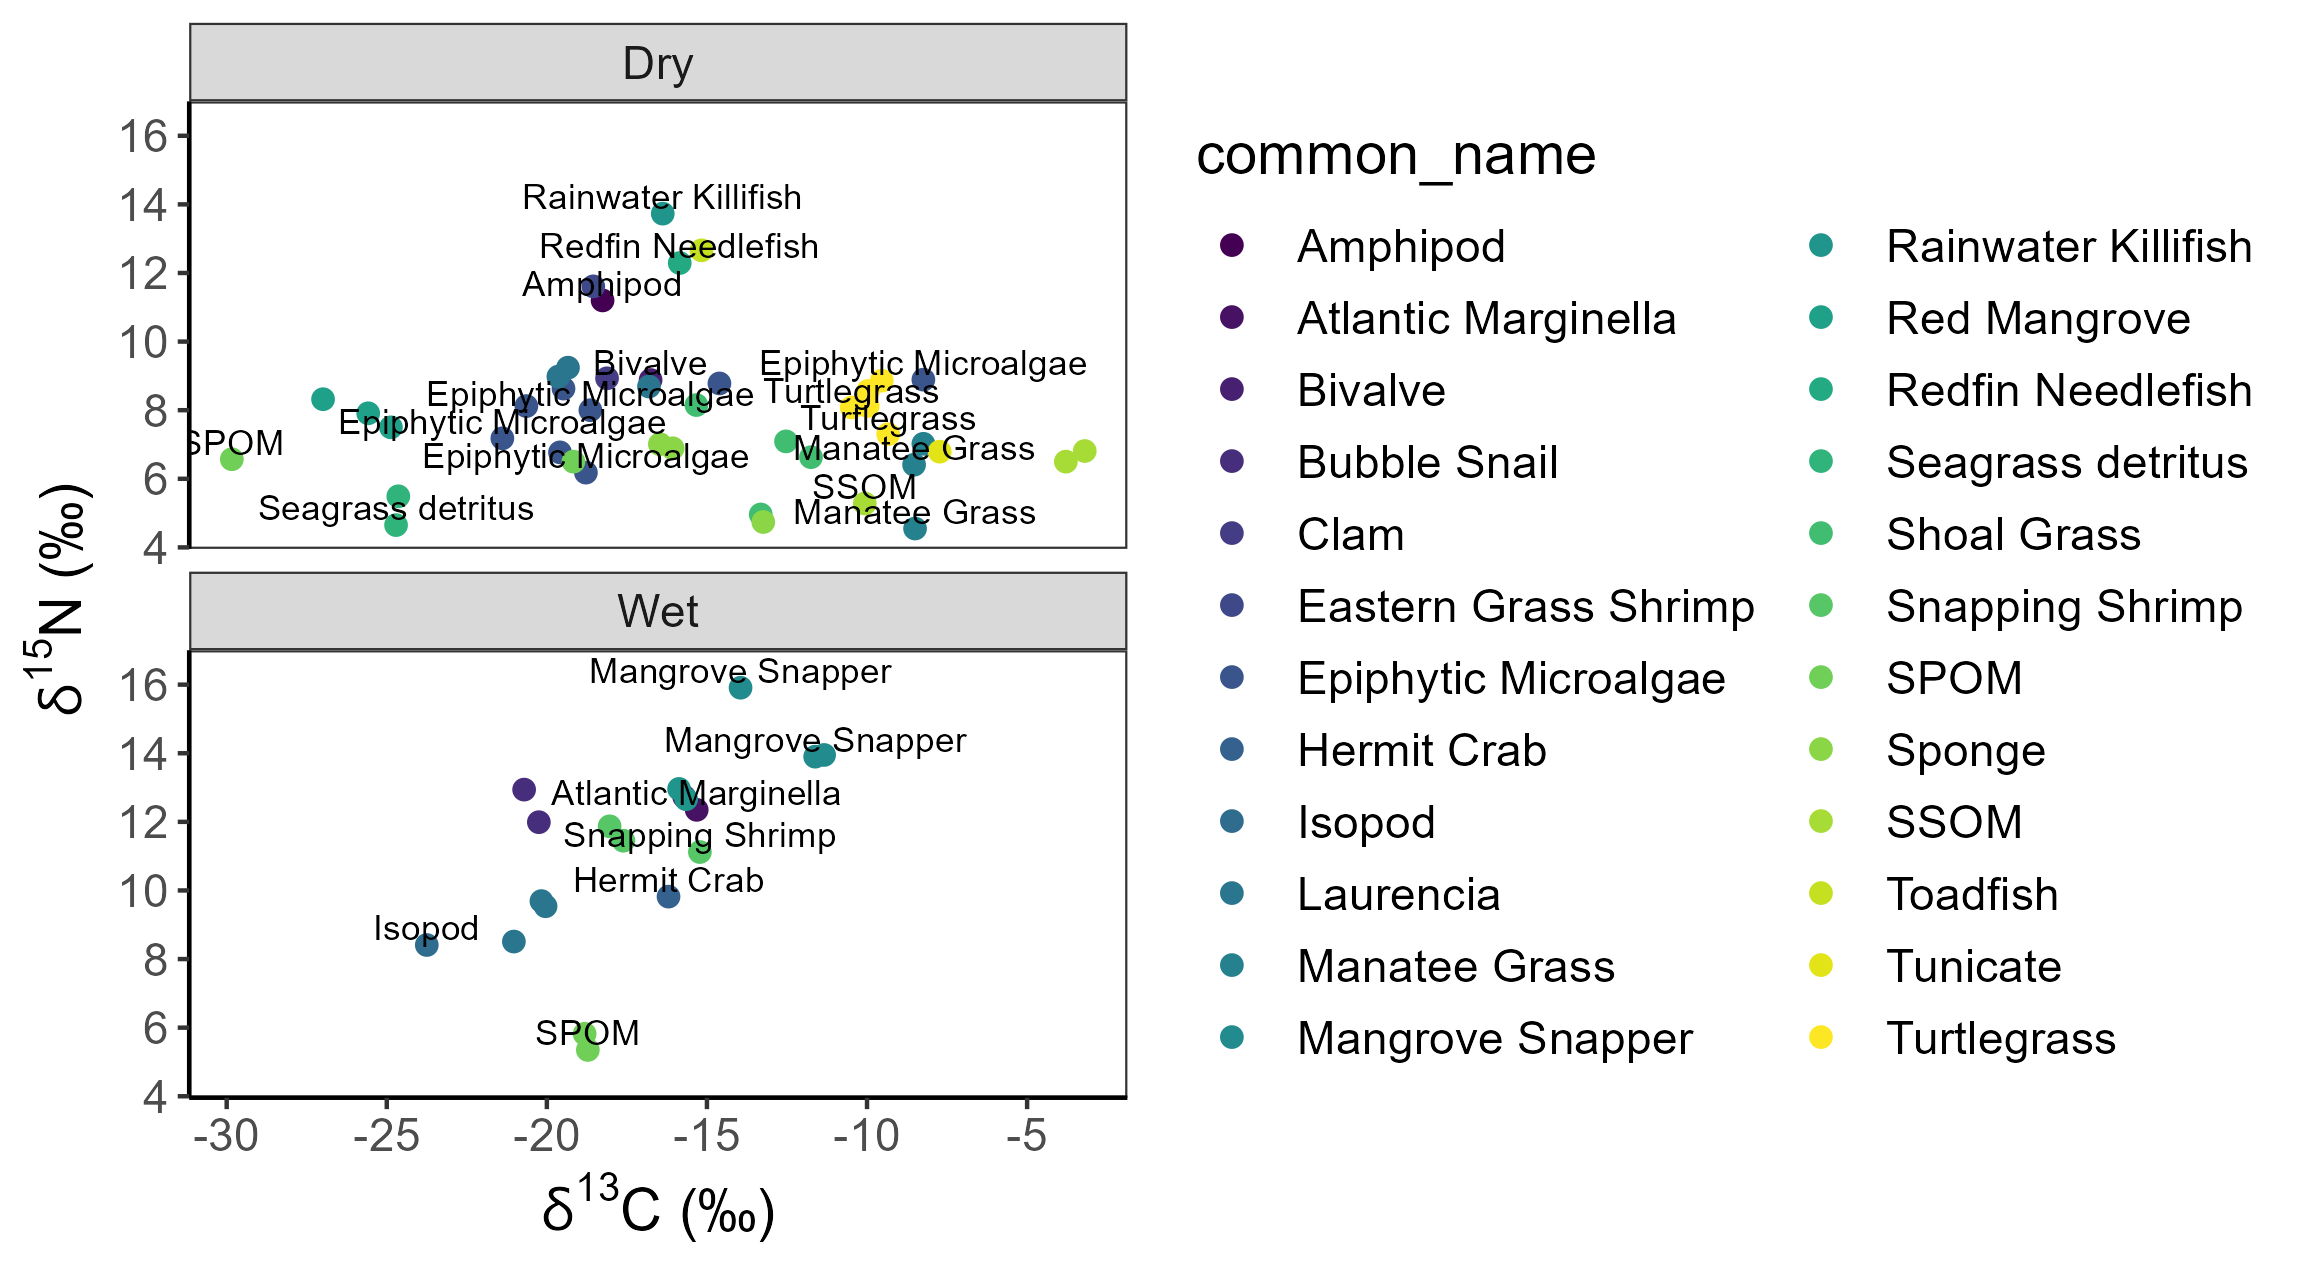 Dry
16
14
12
10
8
6
4
Rainwater Killifish
Redfin Needlefish
Amphipod
Bivalve
Epiphytic Microalgae
Epiphytic Microalgae
Turtlegrass
Epiphytic Microalgae
Turtlegrass
SPOM
Manatee Grass
Epiphytic Microalgae
SSOM
Seagrass detritus
Manatee Grass
Wet
16
14
12
10
8
6
4
Mangrove Snapper
Mangrove Snapper
Atlantic Marginella
Snapping Shrimp
Hermit Crab
Isopod
SPOM
-30 -25 -20 -15 -10 -5
δ13C (‰)
δ15N (‰)
common_name
Amphipod
Atlantic Marginella
Bivalve
Bubble Snail
Clam
Eastern Grass Shrimp
Epiphytic Microalgae
Hermit Crab
Isopod
Laurencia
Manatee Grass
Mangrove Snapper
Rainwater Killifish
Red Mangrove
Redfin Needlefish
Seagrass detritus
Shoal Grass
Snapping Shrimp
SPOM
Sponge
SSOM
Toadfish
Tunicate
Turtlegrass